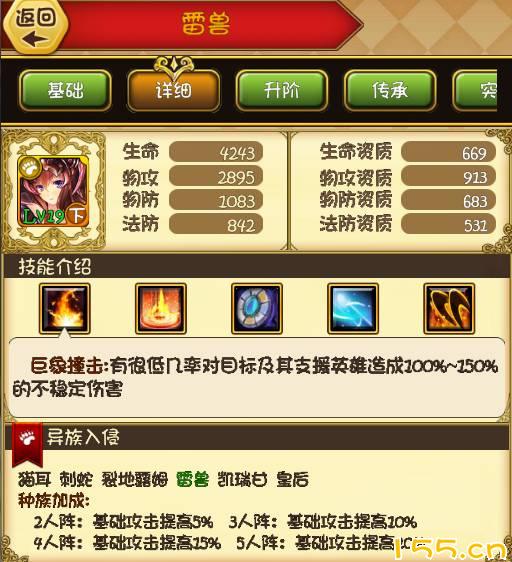 返回
雷兽
基础 详细 升阶 传承 突
生命 4243 生命资质 669
物攻 2895 物攻资质 913
物防 1083 物防资质 683
法防 842 法防资质 531
LV19 下
技能介绍
巨象撞击:有很低几率对目标及其支援英雄造成100%~150%
的不稳定伤害
异族入侵
猫耳 刺蛇 裂地蠕姆 雷兽 凯瑞甘 皇后
种族加成:
2人阵：基础攻击提高5% 3人阵：基础攻击提高10%
4人阵：基础攻击提高15% 5人阵：基础攻击提高20%
155.cn